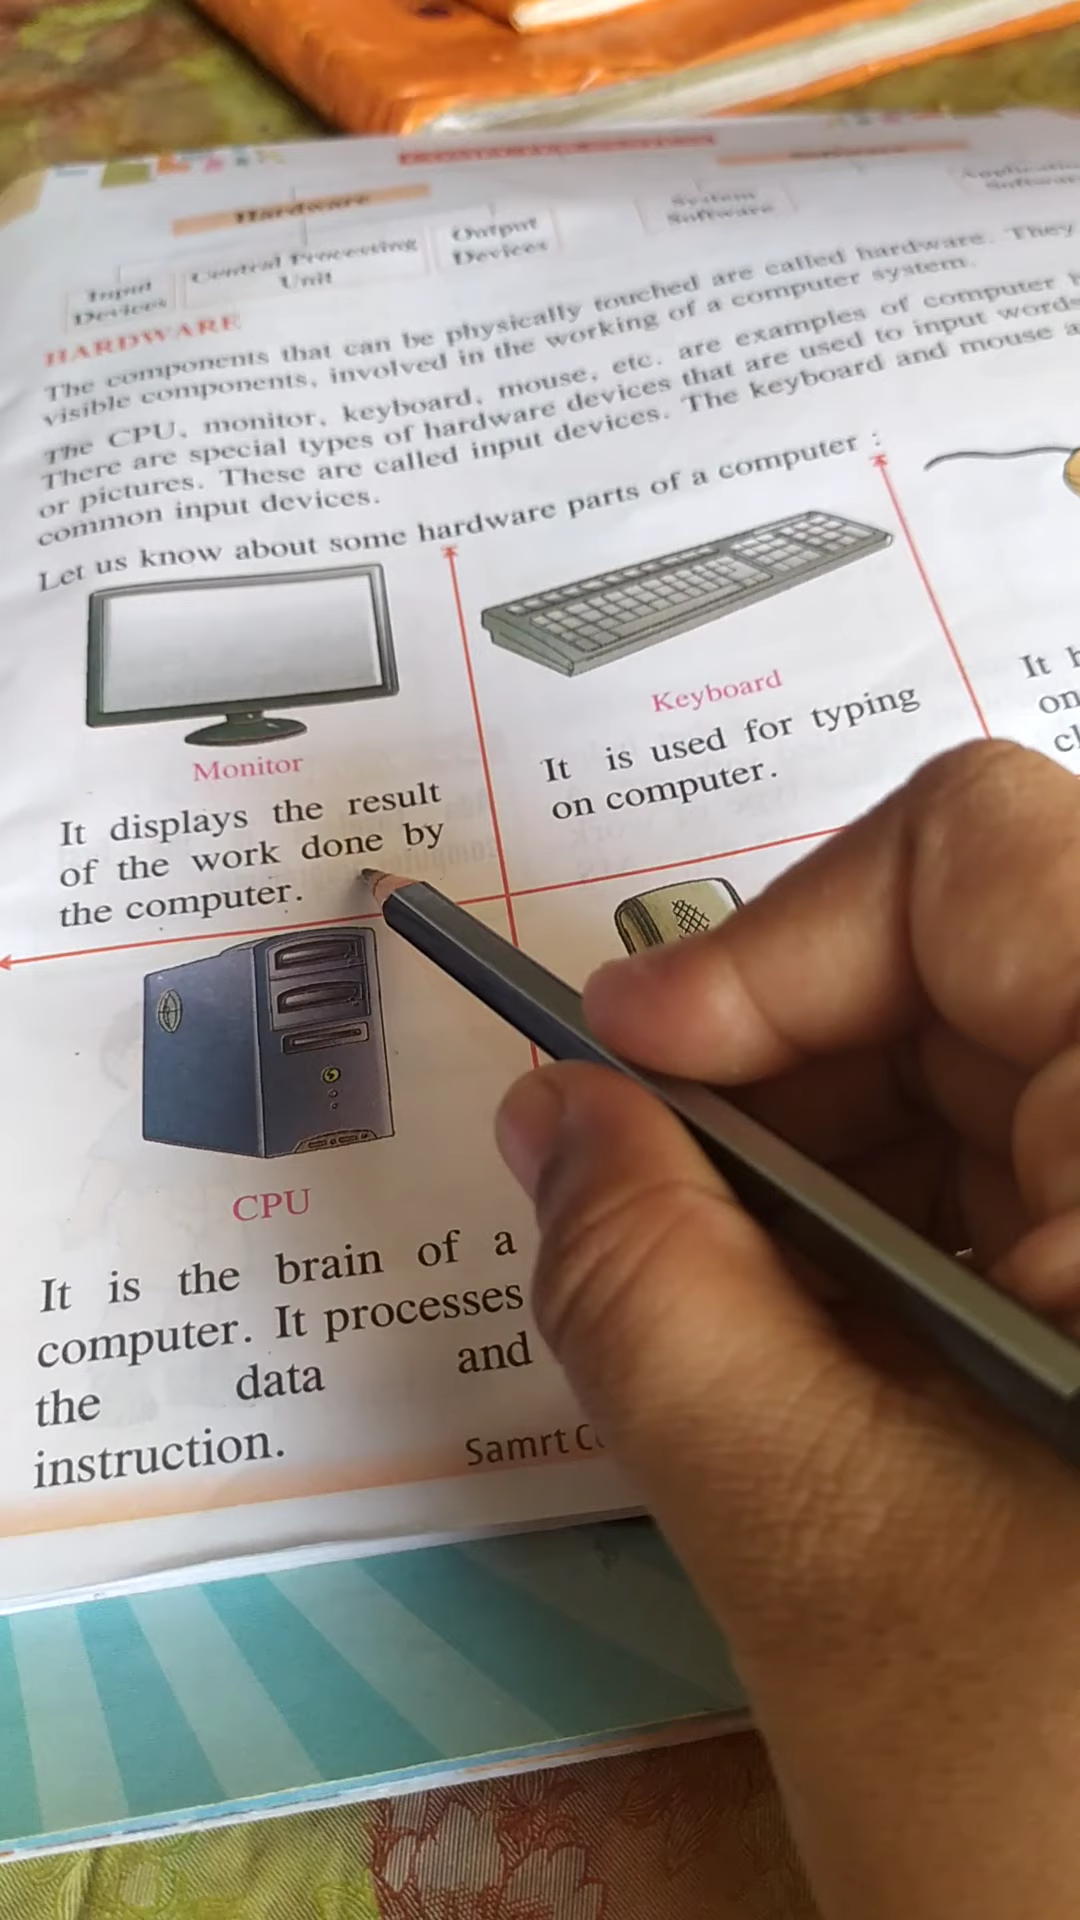 Hardware
System
Software
Output
Devices
Central Processing
Unit
Input
Devices
HARDWARE
The components that can be physically touched are called hardware. They
visible components, involved in the working of a computer system.
The CPU, monitor, keyboard, mouse, etc. are examples of computer
There are special types of hardware devices that are used to input words
or pictures. These are called input devices. The keyboard and mouse
common input devices.
Let us know about some hardware parts of a computer :
Monitor
It displays the result
of the work done by
the computer.
Keyboard
It is used for typing
on computer.
It
on
CPU
It is the brain of a
computer. It processes
the data and
instruction.
Samrt